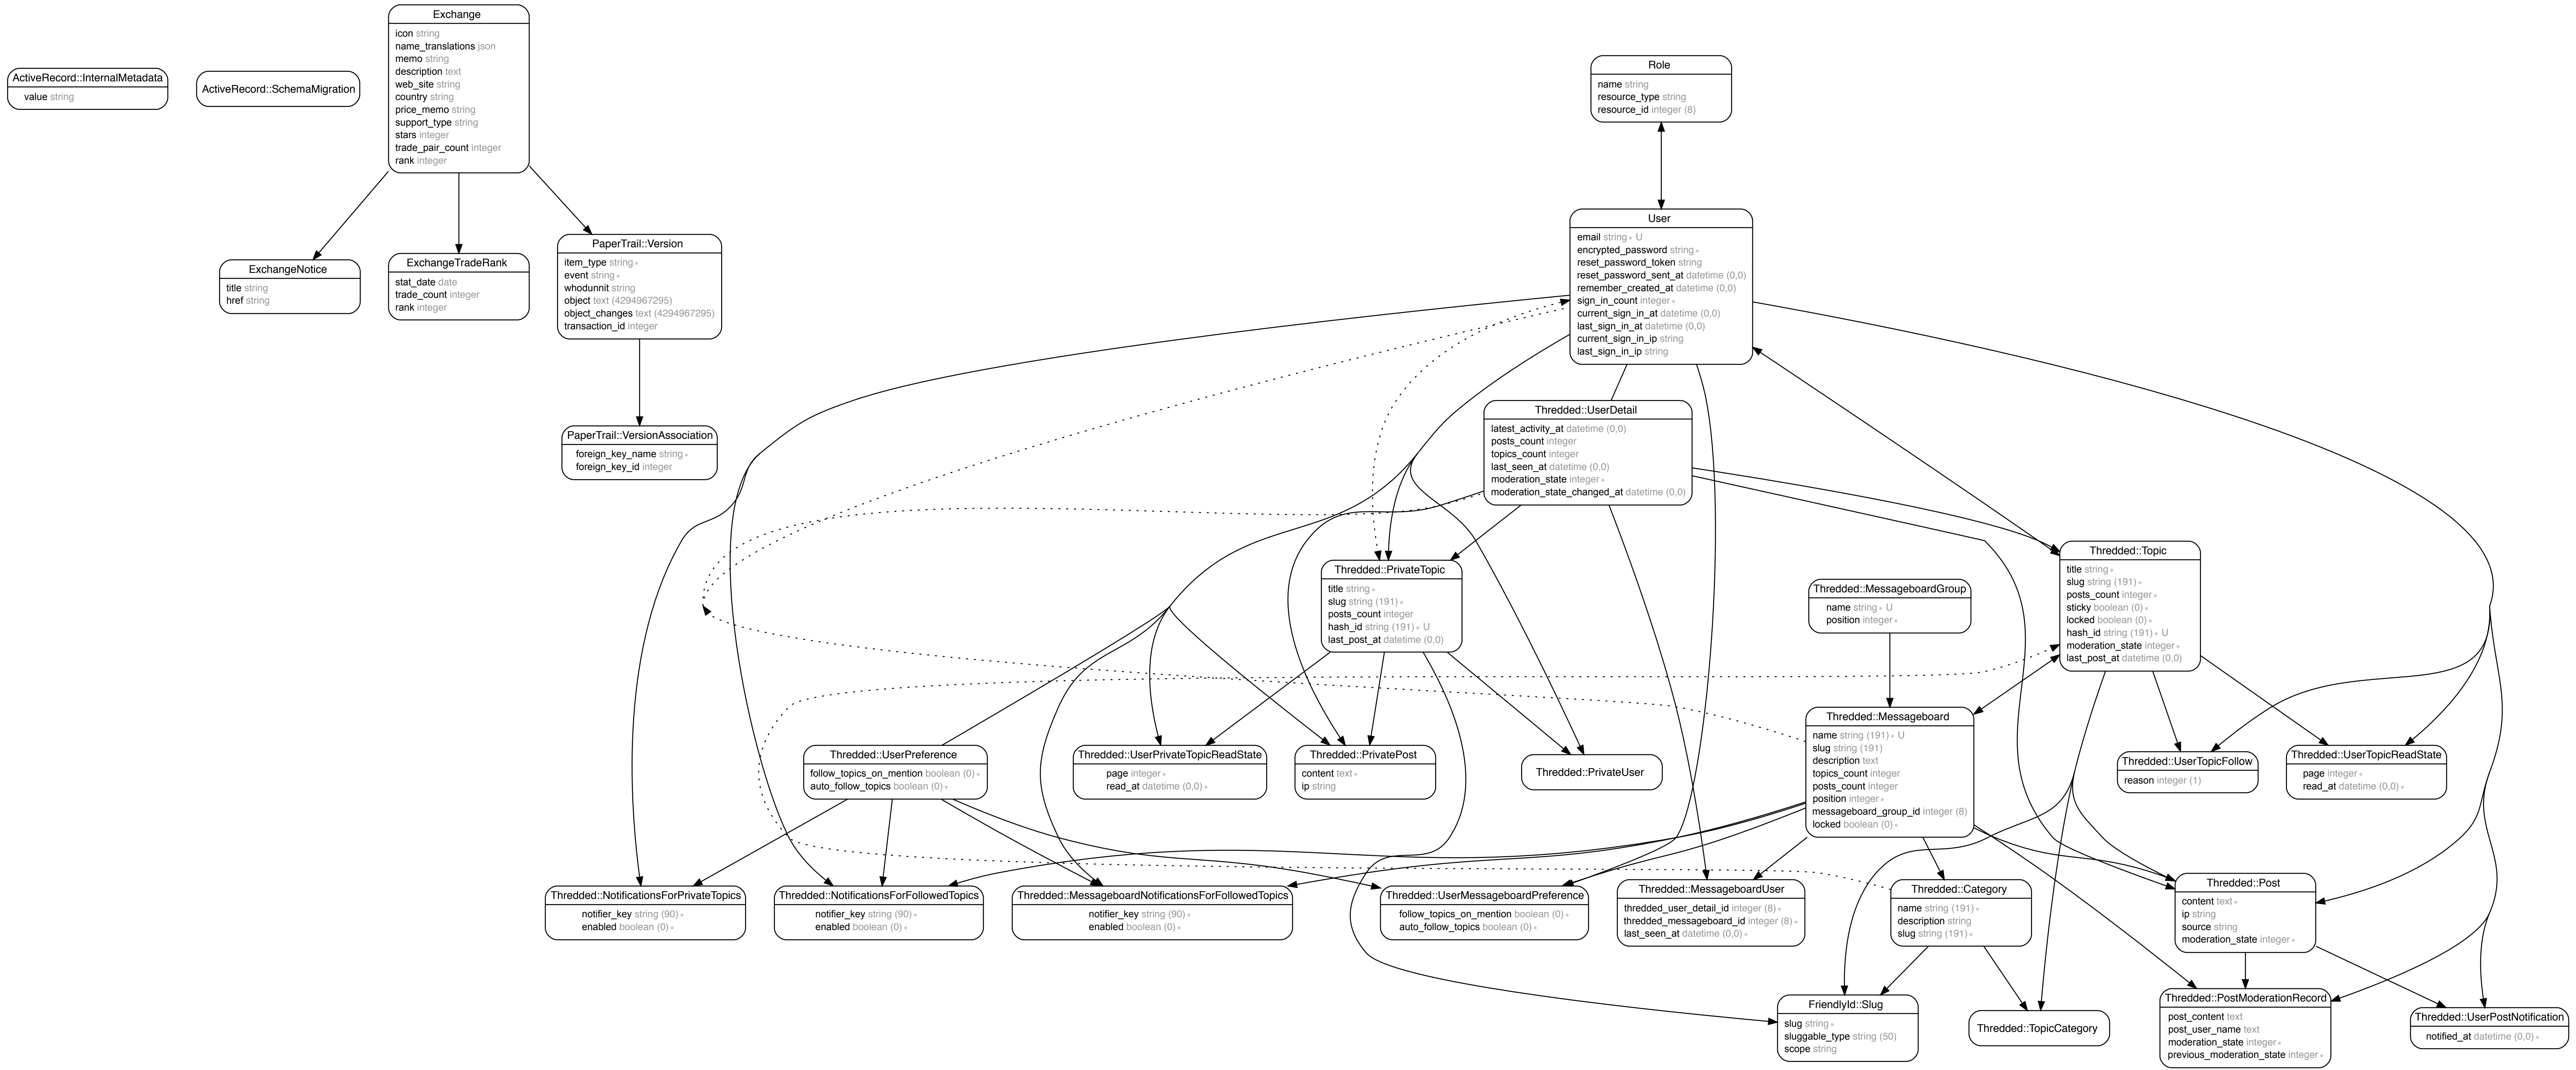 Exchange
icon string
name_translations json
memo string
description text
web_site string
country string
price_memo string
support_type string
stars integer
trade_pair_count integer
rank integer
ActiveRecord::InternalMetadata
value string
ActiveRecord::SchemaMigration
Role
name string
resource_type string
resource_id integer (8)
User
email string∗ U
encrypted_password string∗
reset_password_token string
reset_password_sent_at datetime (0,0)
remember_created_at datetime (0,0)
sign_in_count integer∗
current_sign_in_at datetime (0,0)
last_sign_in_at datetime (0,0)
current_sign_in_ip string
last_sign_in_ip string
PaperTrail::Version
item_type string∗
event string∗
whodunnit string
object text (4294967295)
object_changes text (4294967295)
transaction_id integer
ExchangeNotice
title string
href string
ExchangeTradeRank
stat_date date
trade_count integer
rank integer
PaperTrail::VersionAssociation
foreign_key_name string∗
foreign_key_id integer
Thredded::UserDetail
latest_activity_at datetime (0,0)
posts_count integer
topics_count integer
last_seen_at datetime (0,0)
moderation_state integer∗
moderation_state_changed_at datetime (0,0)
Thredded::Topic
title string∗
slug string (191)∗
posts_count integer∗
sticky boolean (0)∗
locked boolean (0)∗
hash_id string (191)∗ U
moderation_state integer∗
last_post_at datetime (0,0)
Thredded::PrivateTopic
title string∗
slug string (191)∗
posts_count integer
hash_id string (191)∗ U
last_post_at datetime (0,0)
Thredded::MessageboardGroup
name string∗ U
position integer∗
Thredded::Messageboard
name string (191)∗ U
slug string (191)
description text
topics_count integer
posts_count integer
position integer∗
messageboard_group_id integer (8)
locked boolean (0)∗
Thredded::UserPreference
follow_topics_on_mention boolean (0)∗
auto_follow_topics boolean (0)∗
Thredded::UserPrivateTopicReadState
page integer∗
read_at datetime (0,0)∗
Thredded::PrivatePost
content text∗
ip string
Thredded::PrivateUser
Thredded::UserTopicFollow
reason integer (1)
Thredded::UserTopicReadState
page integer∗
read_at datetime (0,0)∗
Thredded::NotificationsForPrivateTopics
notifier_key string (90)∗
enabled boolean (0)∗
Thredded::NotificationsForFollowedTopics
notifier_key string (90)∗
enabled boolean (0)∗
Thredded::MessageboardNotificationsForFollowedTopics
notifier_key string (90)∗
enabled boolean (0)∗
Thredded::UserMessageboardPreference
follow_topics_on_mention boolean (0)∗
auto_follow_topics boolean (0)∗
Thredded::MessageboardUser
thredded_user_detail_id integer (8)∗
thredded_messageboard_id integer (8)∗
last_seen_at datetime (0,0)∗
Thredded::Category
name string (191)∗
description string
slug string (191)∗
Thredded::Post
content text∗
ip string
source string
moderation_state integer∗
FriendlyId::Slug
slug string∗
sluggable_type string (50)
scope string
Thredded::TopicCategory
Thredded::PostModerationRecord
post_content text
post_user_name text
moderation_state integer∗
previous_moderation_state integer∗
Thredded::UserPostNotification
notified_at datetime (0,0)∗